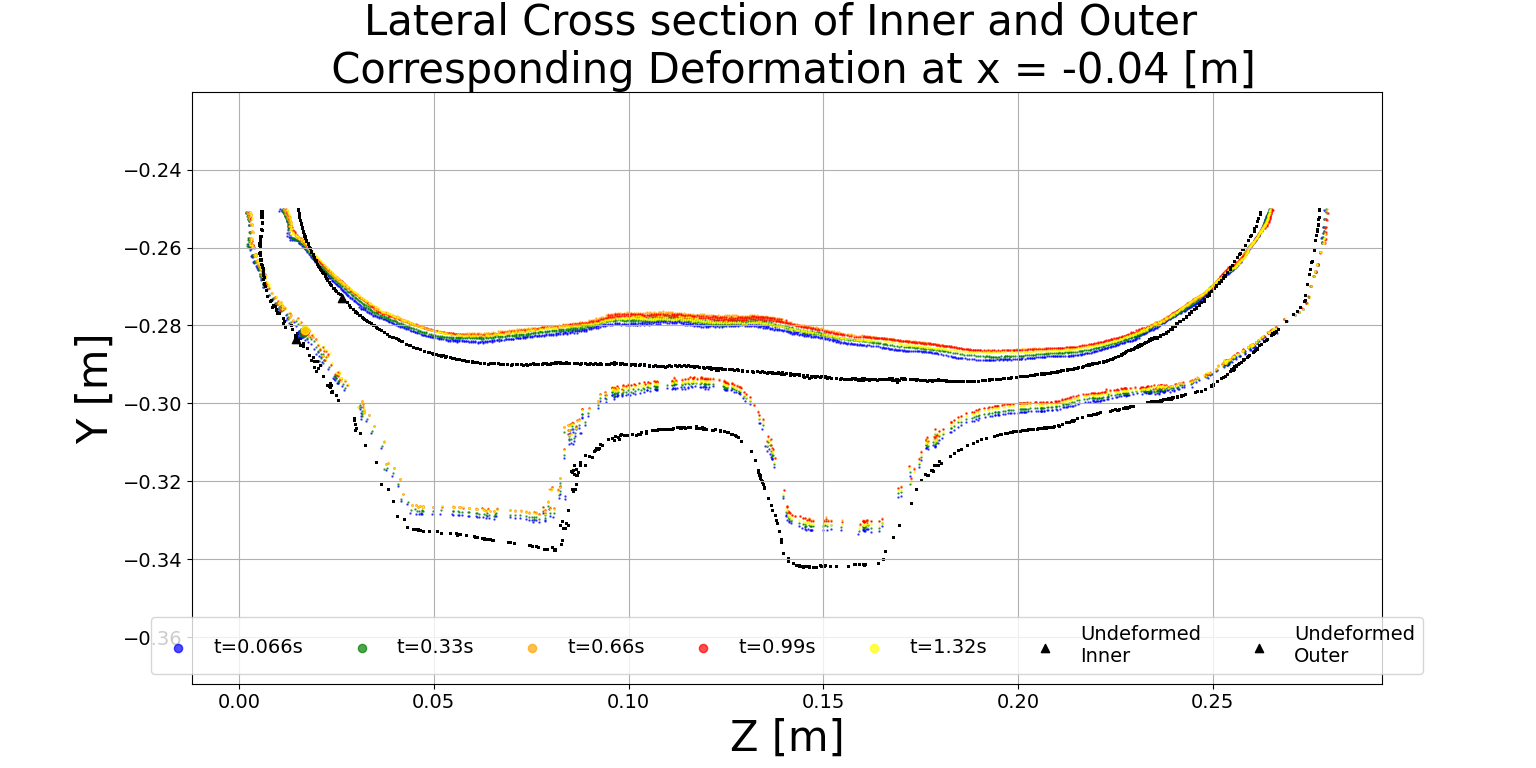 Lateral Cross section of Inner and Outer
Corresponding Deformation at x = -0.04 [m]
−0.24
−0.26
−0.28
−0.30
−0.32
−0.34
−0.36
Y [m]
t=0.066s
t=0.33s
t=0.66s
t=0.99s
t=1.32s
Undeformed
Inner
Undeformed
Outer
0.00
0.05
0.10
0.15
0.20
0.25
Z [m]